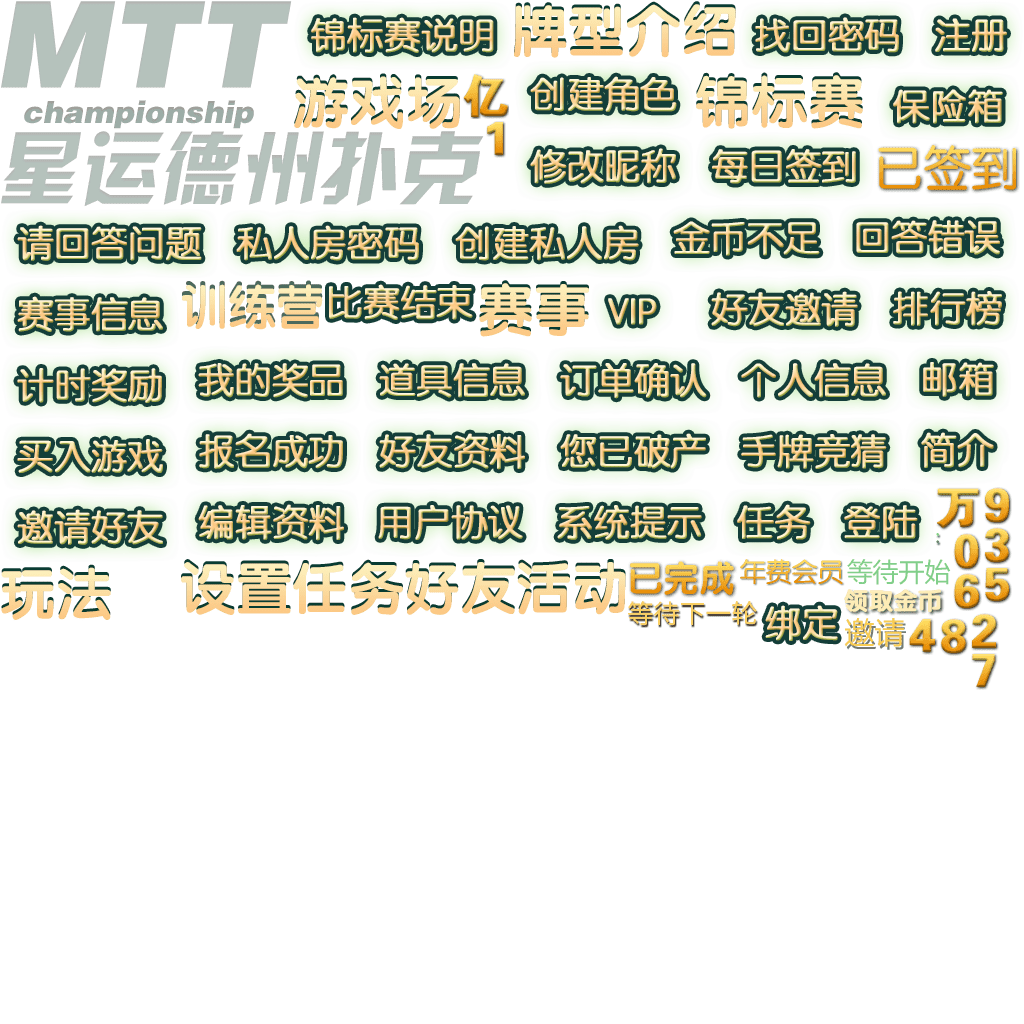 MTT
锦标赛说明
牌型介绍
找回密码
注册
championship
游戏场
亿
1
创建角色
锦标赛
保险箱
星运德州扑克
修改昵称
每日签到
已签到
请回答问题
私人房密码
创建私人房
金币不足
回答错误
赛事信息
训练营
比赛结束
赛事
VIP
好友邀请
排行榜
计时奖励
我的奖品
道具信息
订单确认
个人信息
邮箱
买入游戏
报名成功
好友资料
您已破产
手牌竞猜
简介
邀请好友
编辑资料
用户协议
系统提示
任务
登陆
万
9
:
0
3
玩法
设置
任务
好友
活动
已完成
年费会员
等待开始
6
5
等待下一轮
绑定
领取金币
邀请
4
8
2
7